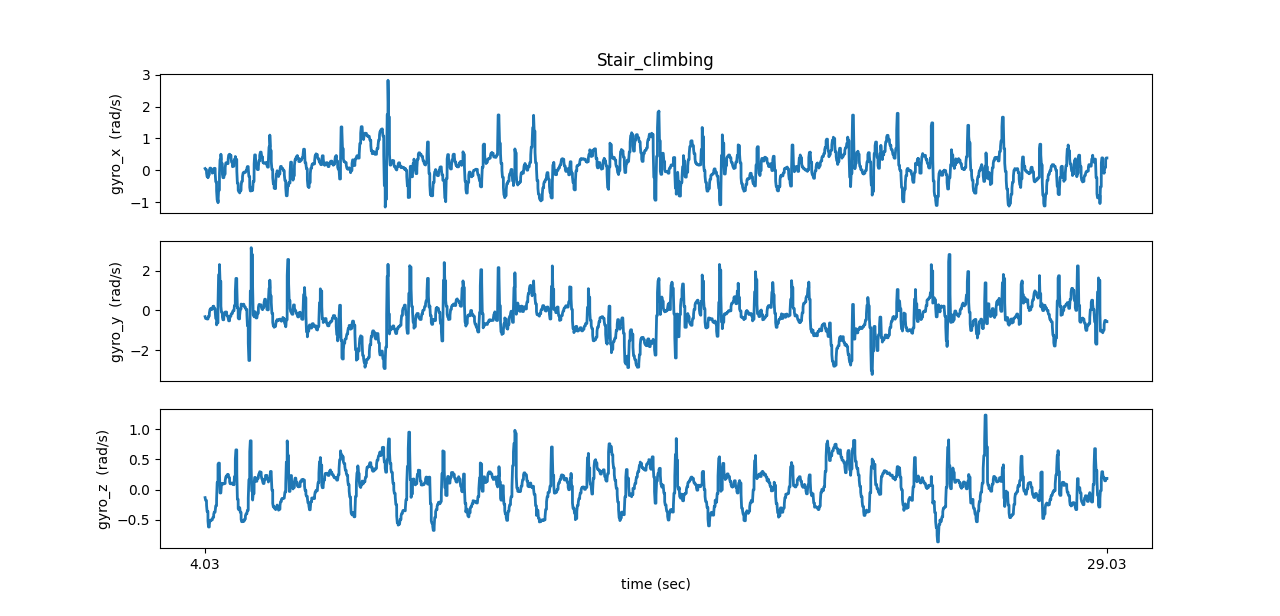 Stair_climbing
3
2
1
0
−1
gyro_x (rad/s)
2
0
−2
gyro_y (rad/s)
1.0
0.5
0.0
−0.5
gyro_z (rad/s)
4.03
29.03
time (sec)